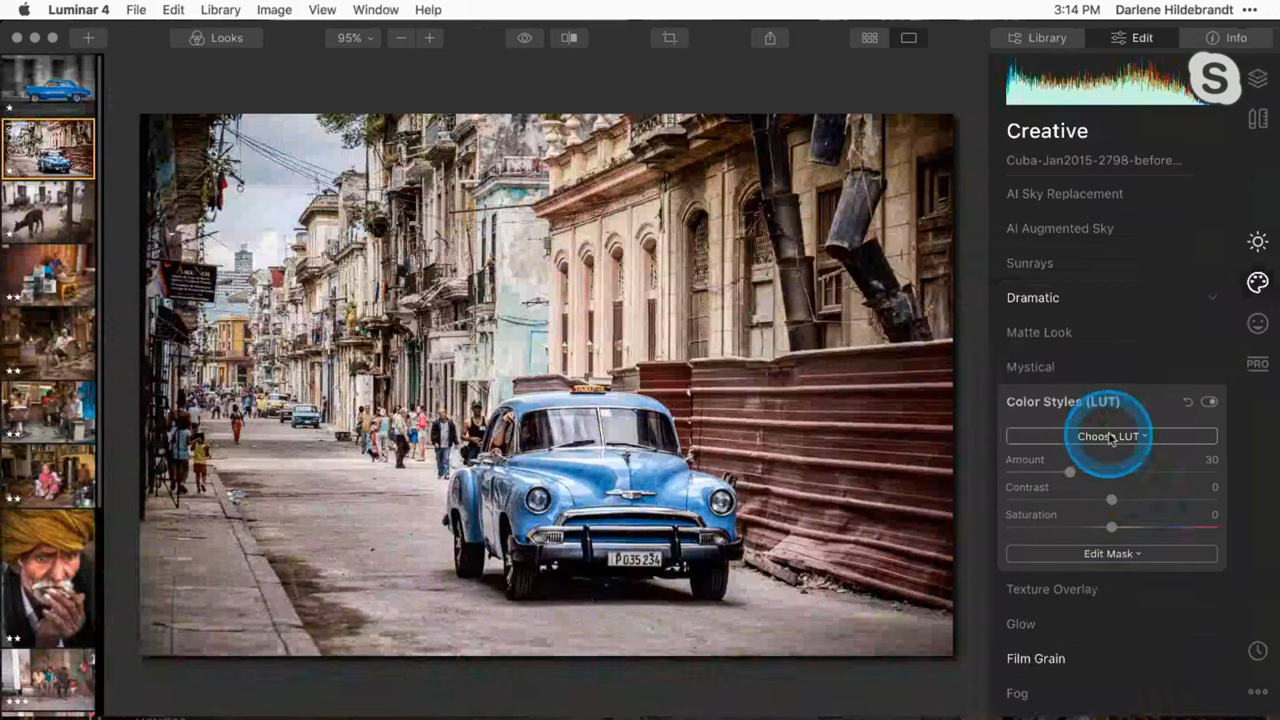 Luminar 4 File Edit Library Image View Window Help 3:14 PM Darlene Hildebrandt •••
Looks 95% Library Edit Info
S
Creative
Cuba-Jan2015-2798-before...
AI Sky Replacement
AI Augmented Sky
Sunrays
Dramatic
Matte Look
Mystical
Color Styles (LUT)
Choose LUT
Amount 30
Contrast 0
Saturation 0
Edit Mask
Texture Overlay
Glow
Film Grain
Fog
PRO
TAXI
P 035 234